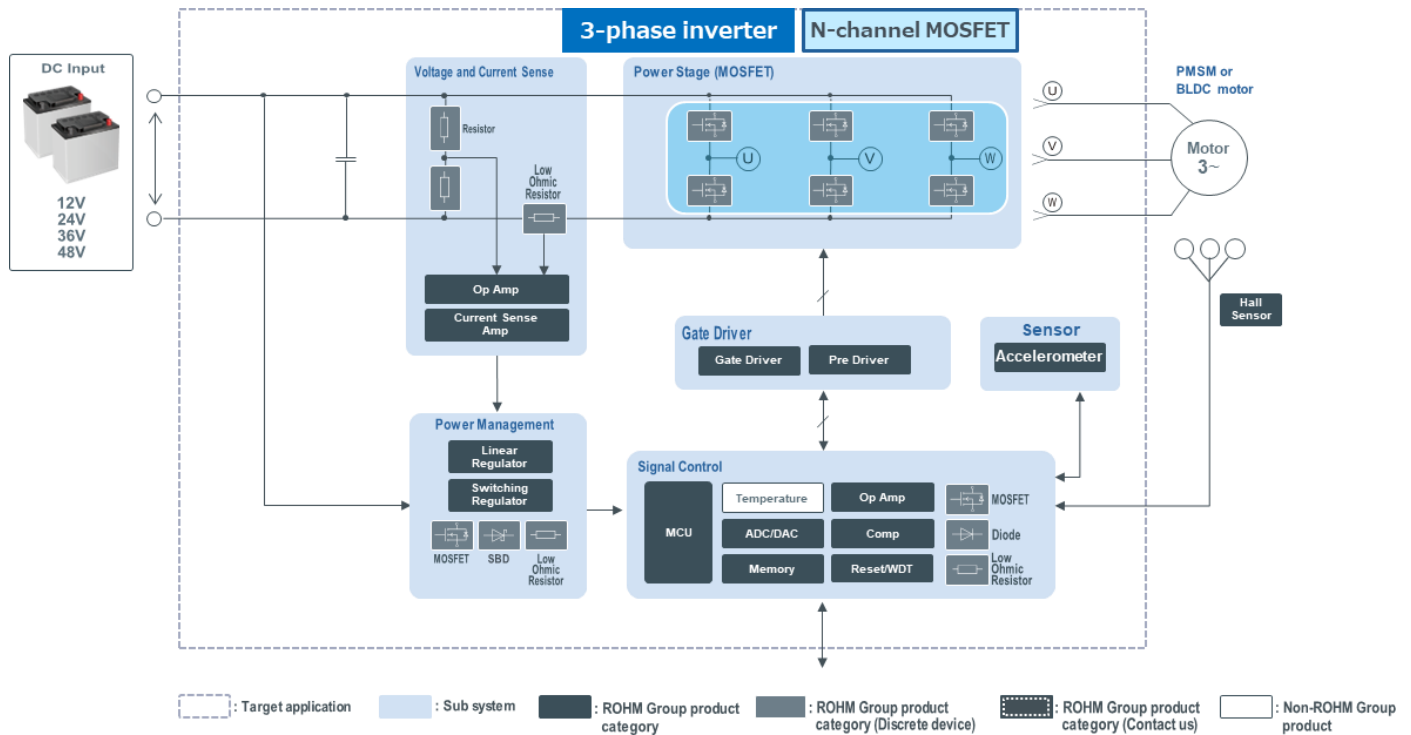 3-phase inverter
N-channel MOSFET
DC Input
12V
24V
36V
48V
Voltage and Current Sense
Resistor
Low
Ohmic
Resistor
Op Amp
Current Sense
Amp
Power Stage (MOSFET)
U
V
W
U
V
W
PMSM or
BLDC motor
Motor
3~
Hall
Sensor
Gate Driver
Gate Driver
Pre Driver
Sensor
Accelerometer
Power Management
Linear
Regulator
Switching
Regulator
MOSFET
SBD
Low
Ohmic
Resistor
Signal Control
MCU
Temperature
Op Amp
MOSFET
ADC/DAC
Comp
Diode
Memory
Reset/WDT
Low
Ohmic
Resistor
: Target application
: Sub system
: ROHM Group product
category
: ROHM Group product
category (Discrete device)
: ROHM Group product
category (Contact us)
: Non-ROHM Group
product